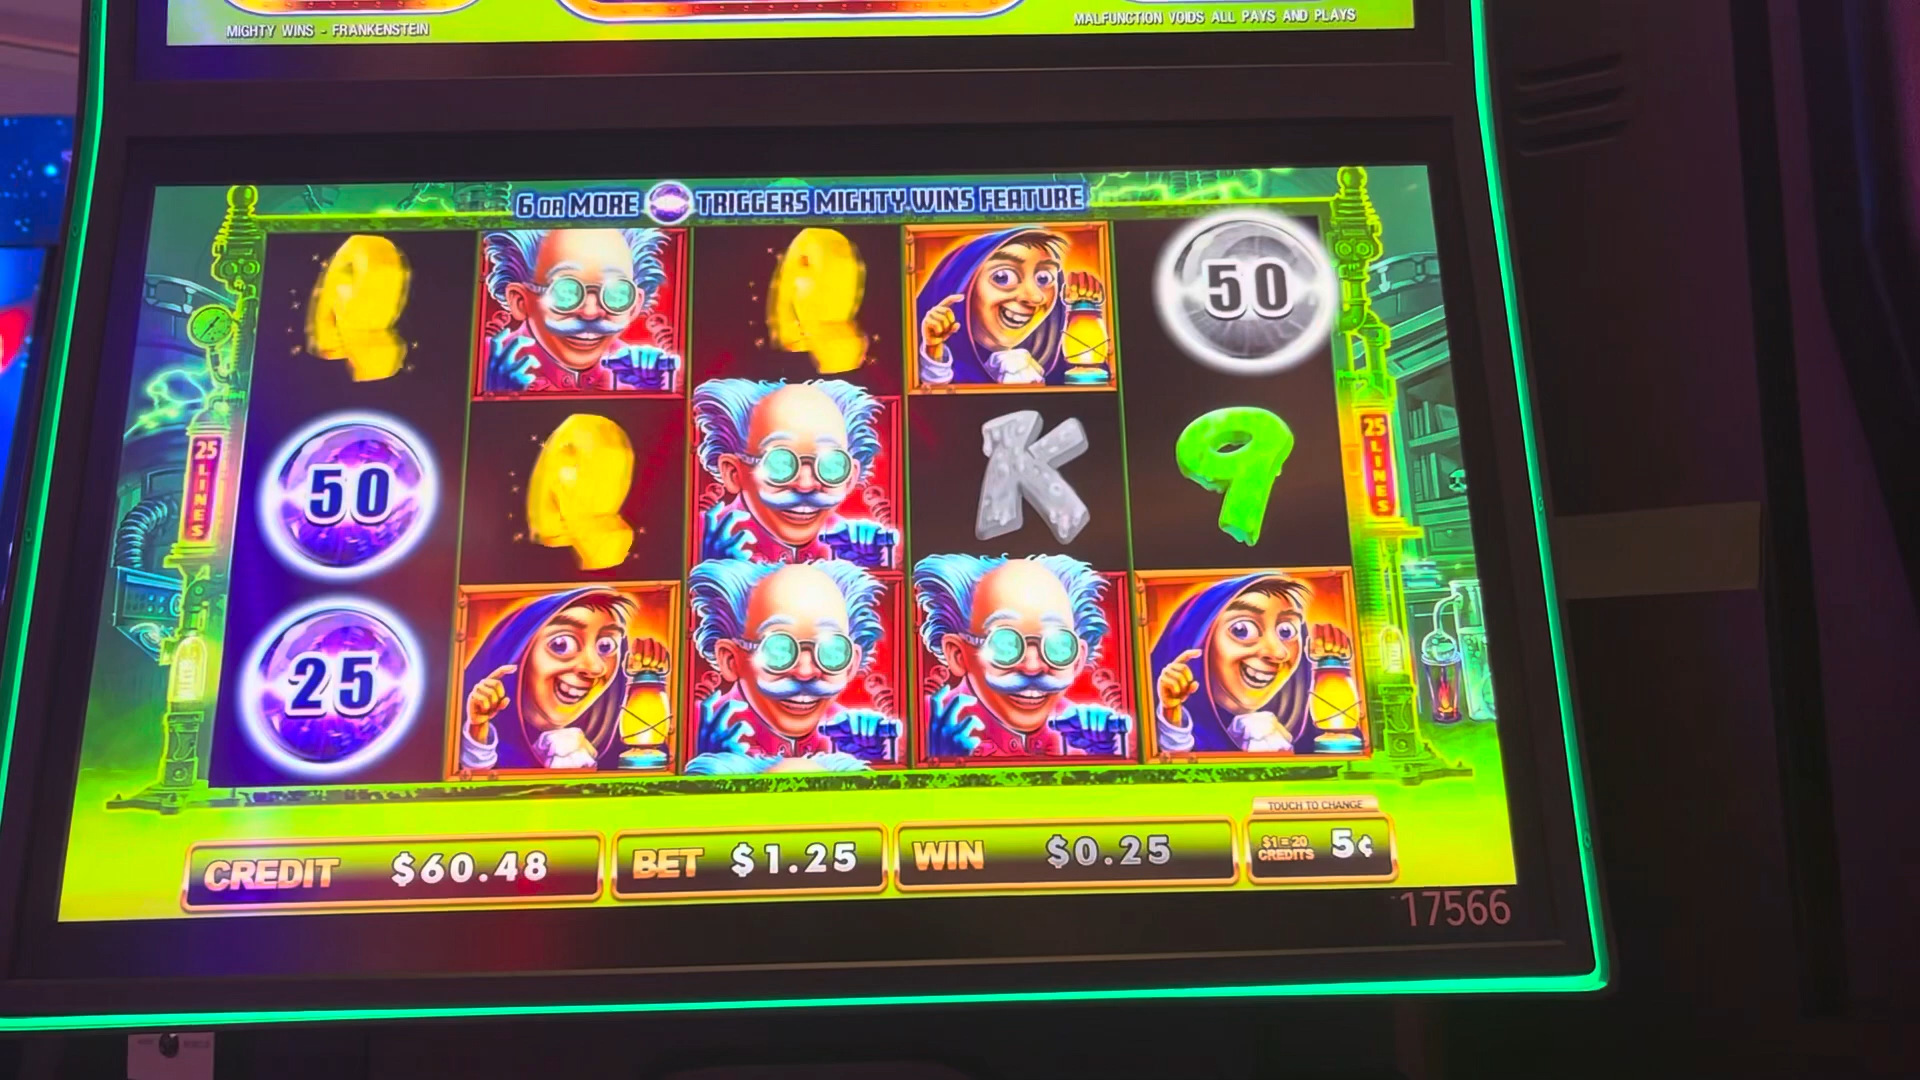 MIGHTY WINS - FRANKENSTEIN
MALFUNCTION VOIDS ALL PAYS AND PLAYS
6 OR MORE TRIGGERS MIGHTY WINS FEATURE
Q
Q
50
25 LINES
50
Q
K
9
25 LINES
25
TOUCH TO CHANGE
CREDIT $60.48
BET $1.25
WIN $0.25
$1=20 CREDITS
5¢
17566